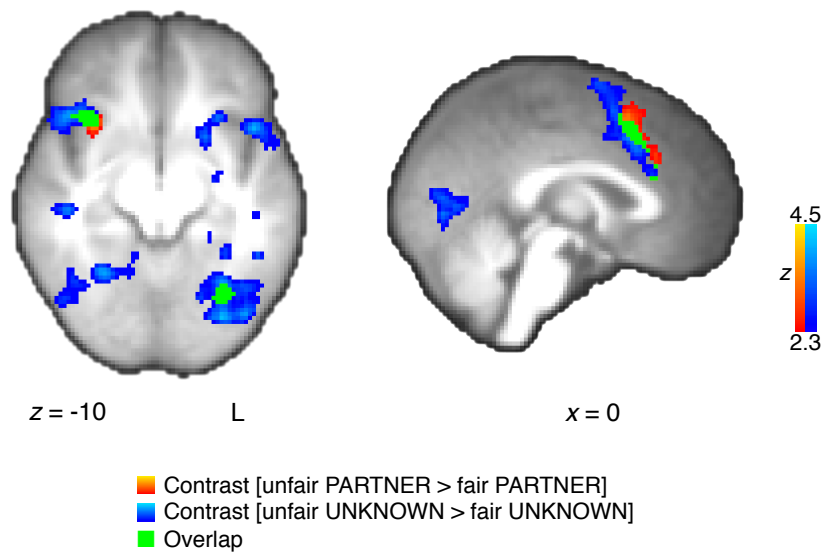 4.5
z
2.3
z = -10
L
x = 0
Contrast [unfair PARTNER > fair PARTNER]
Contrast [unfair UNKNOWN > fair UNKNOWN]
Overlap